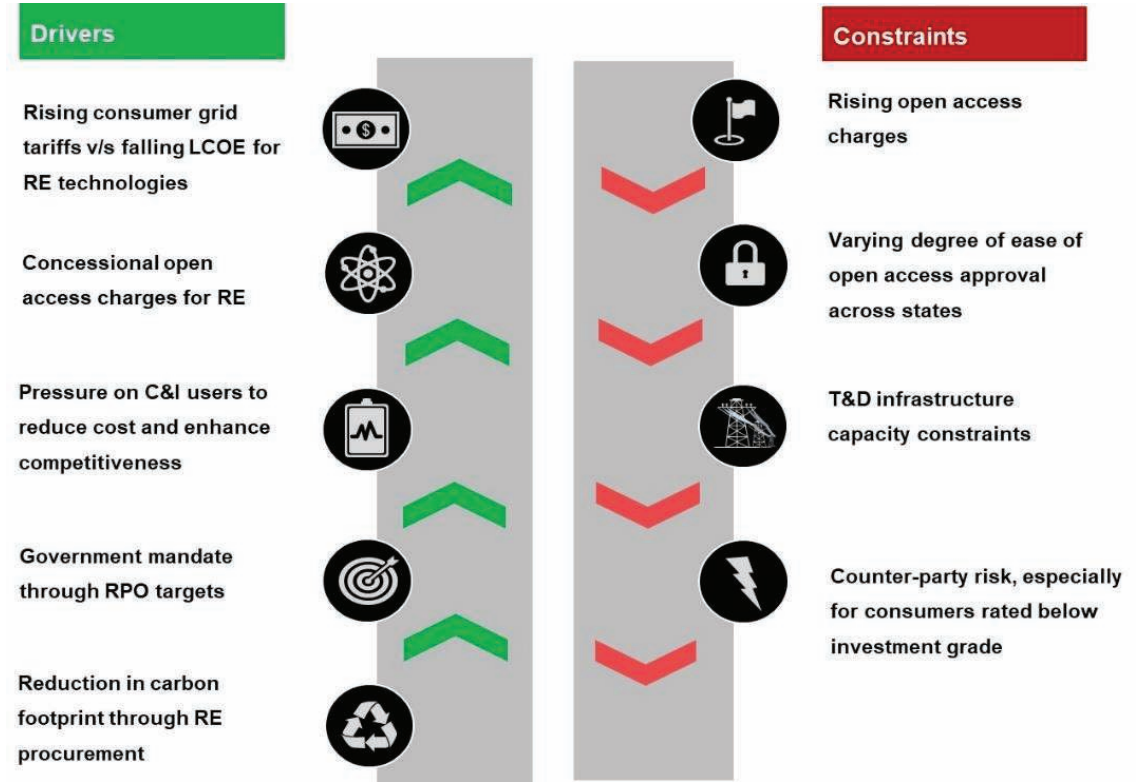 Drivers
Rising consumer grid
tariffs v/s falling LCOE for
RE technologies
Concessional open
access charges for RE
Pressure on C&I users to
reduce cost and enhance
competitiveness
Government mandate
through RPO targets
Reduction in carbon
footprint through RE
procurement
$
Constraints
Rising open access
charges
Varying degree of ease of
open access approval
across states
T&D infrastructure
capacity constraints
Counter-party risk, especially
for consumers rated below
investment grade